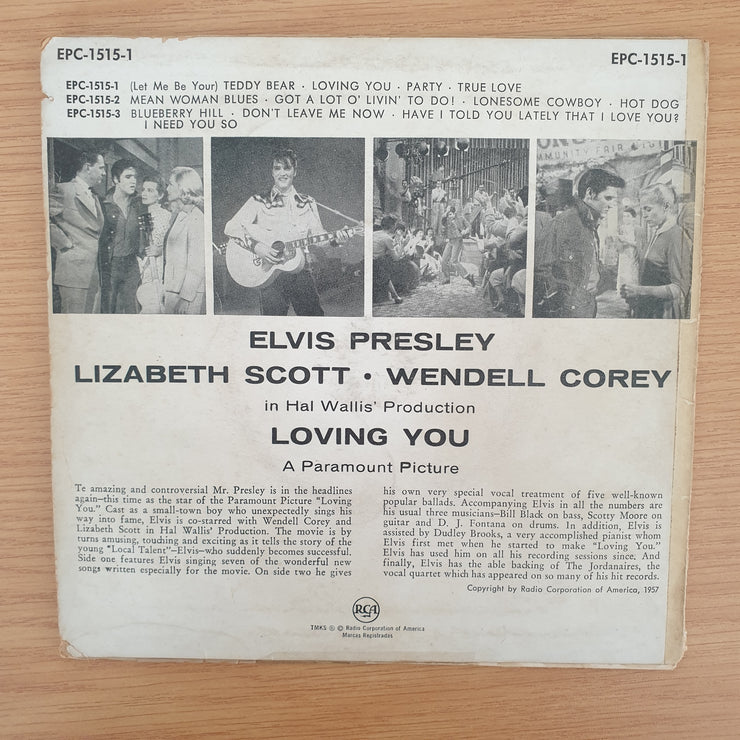 EPC-1515-1 EPC-1515-1
EPC-1515-1 (Let Me Be Your) TEDDY BEAR · LOVING YOU · PARTY · TRUE LOVE
EPC-1515-2 MEAN WOMAN BLUES · GOT A LOT O' LIVIN' TO DO! · LONESOME COWBOY · HOT DOG
EPC-1515-3 BLUEBERRY HILL · DON'T LEAVE ME NOW · HAVE I TOLD YOU LATELY THAT I LOVE YOU?
I NEED YOU SO
MMUNITY FAIR
ELVIS PRESLEY
LIZABETH SCOTT · WENDELL COREY
in Hal Wallis' Production
LOVING YOU
A Paramount Picture
Te amazing and controversial Mr. Presley is in the headlines
again—this time as the star of the Paramount Picture "Loving
You." Cast as a small-town boy who unexpectedly sings his
way into fame, Elvis is co-starred with Wendell Corey and
Lizabeth Scott in Hal Wallis' Production. The movie is by
turns amusing, touching and exciting as it tells the story of the
young "Local Talent"—Elvis—who suddenly becomes successful.
Side one features Elvis singing seven of the wonderful new
songs written especially for the movie. On side two he gives
his own very special vocal treatment of five well-known
popular ballads. Accompanying Elvis in all the numbers are
his usual three musicians—Bill Black on bass, Scotty Moore on
guitar and D. J. Fontana on drums. In addition, Elvis is
assisted by Dudley Brooks, a very accomplished pianist whom
Elvis first met when he started to make "Loving You."
Elvis has used him on all his recording sessions since. And
finally, Elvis has the able backing of The Jordanaires, the
vocal quartet which has appeared on so many of his hit records.
Copyright by Radio Corporation of America, 1957
RCA
TMKS ® © Radio Corporation of America
Marcas Registradas